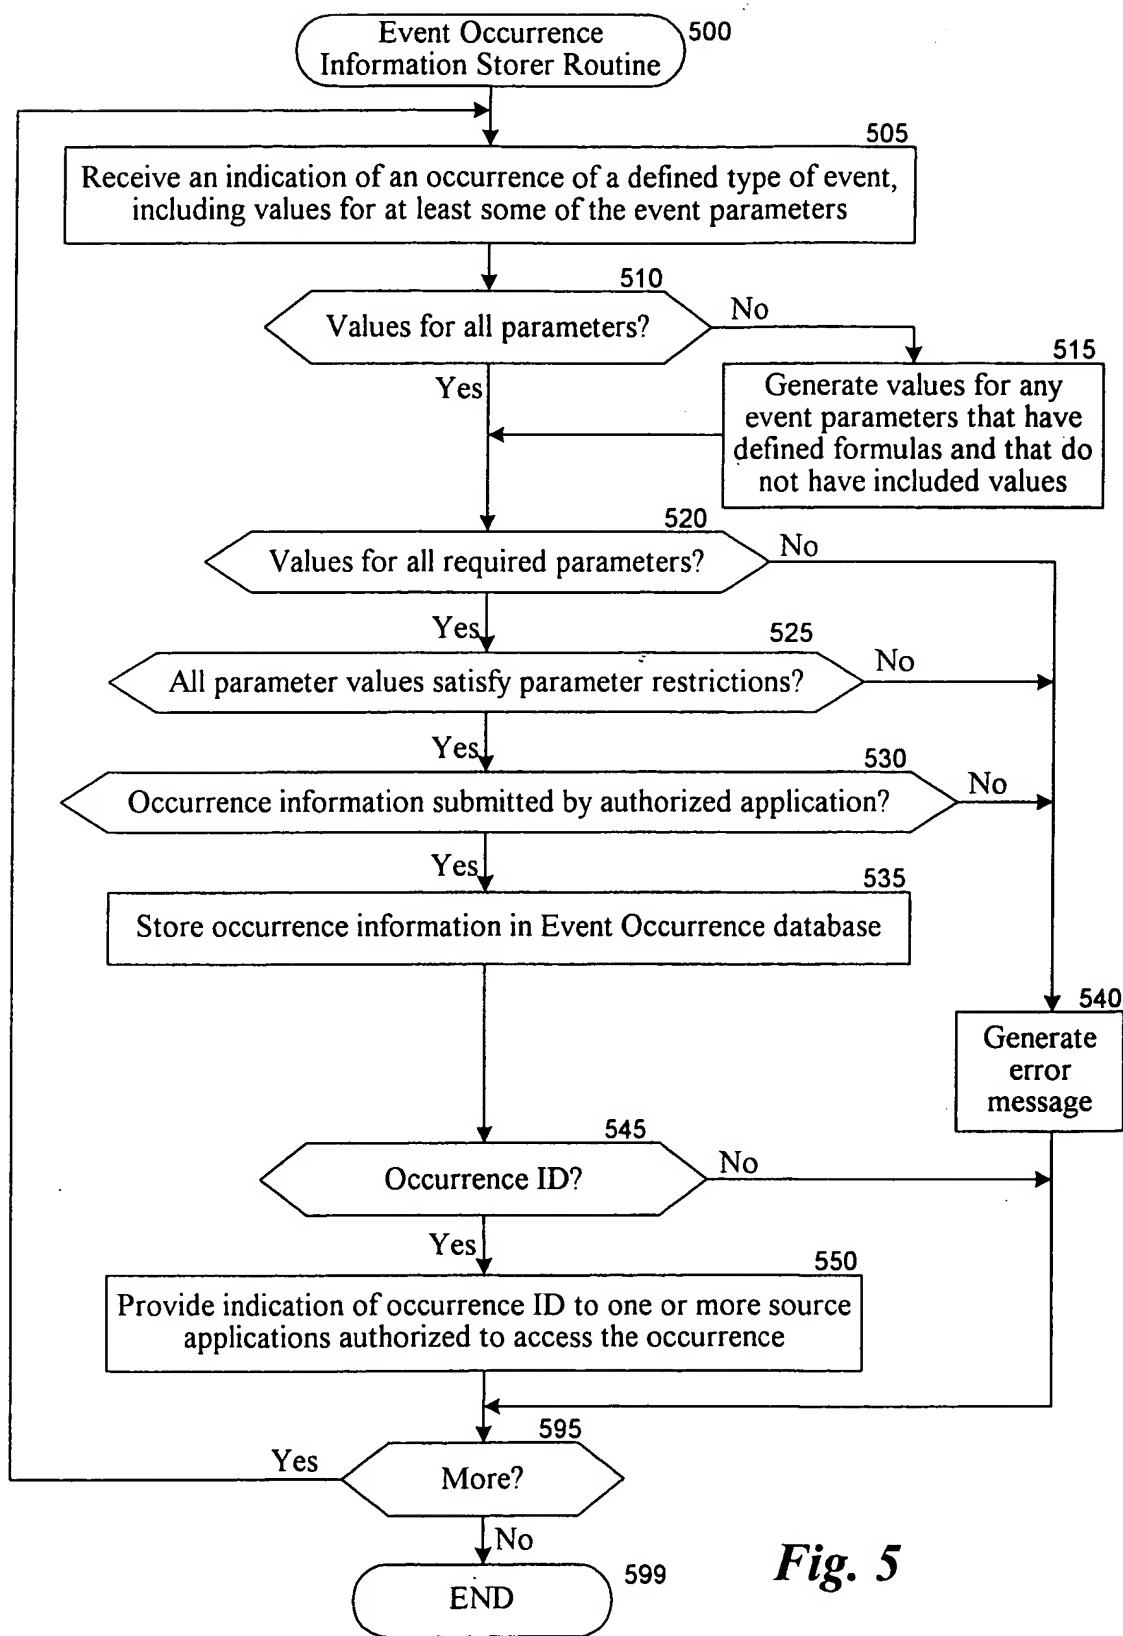 Event Occurrence
Information Storer Routine
500
505
Receive an indication of an occurrence of a defined type of event,
including values for at least some of the event parameters
510
Values for all parameters?
No
Yes
515
Generate values for any
event parameters that have
defined formulas and that do
not have included values
520
Values for all required parameters?
No
Yes
525
All parameter values satisfy parameter restrictions?
No
Yes
530
Occurrence information submitted by authorized application?
No
Yes
535
Store occurrence information in Event Occurrence database
540
Generate
error
message
545
Occurrence ID?
No
Yes
550
Provide indication of occurrence ID to one or more source
applications authorized to access the occurrence
595
More?
Yes
No
END
599
Fig. 5